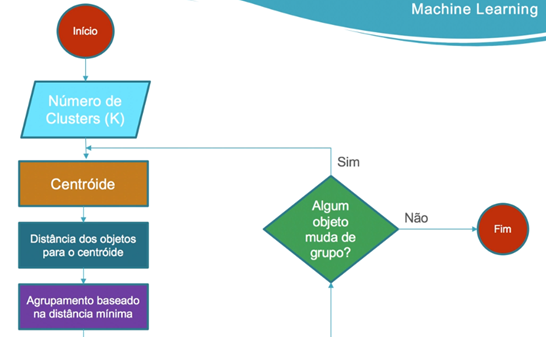 Machine Learning
Início
Número de
Clusters (K)
Centróide
Distância dos objetos
para o centróide
Agrupamento baseado
na distância mínima
Sim
Algum
objeto
muda de
grupo?
Não
Fim